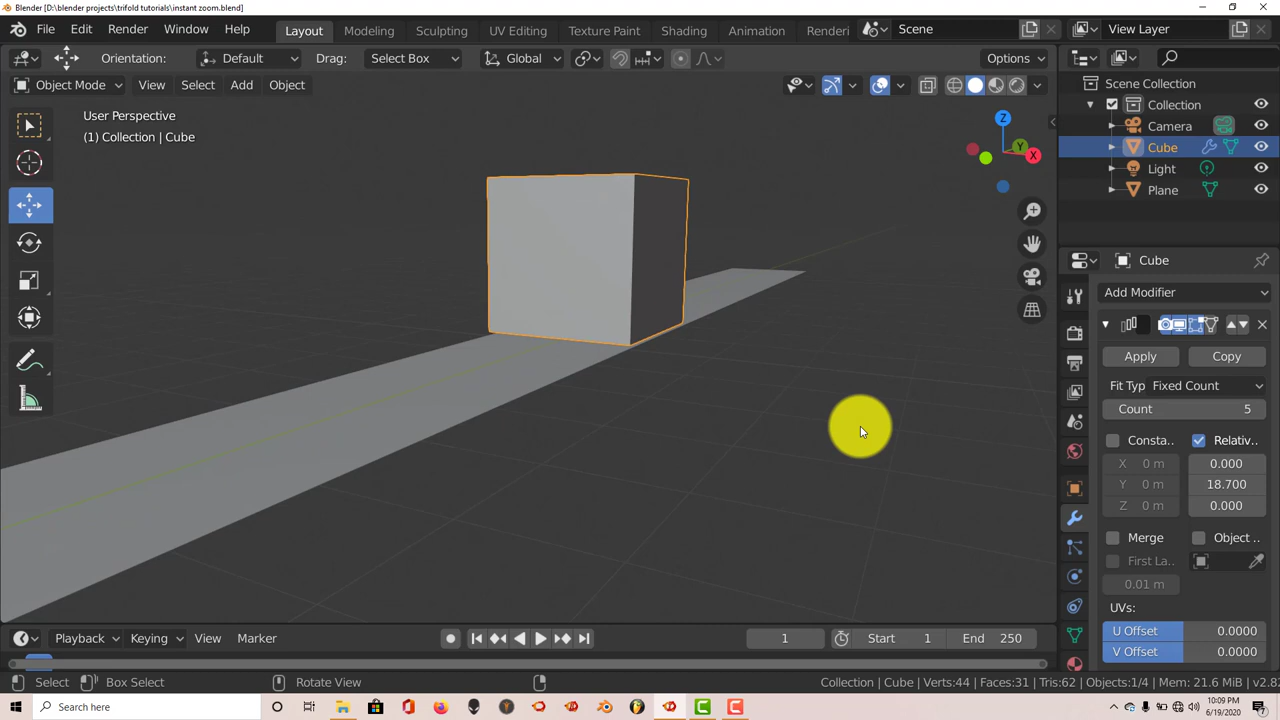 Blender [D:\blender projects\trifold tutorials\instant zoom.blend]
File Edit Render Window Help Layout Modeling Sculpting UV Editing Texture Paint Shading Animation Renderi Scene View Layer
Orientation: Default Drag: Select Box Global Options
Object Mode View Select Add Object
User Perspective
(1) Collection | Cube
Z
Y
X
Scene Collection
Collection
Camera
Cube
Light
Plane
Cube
Add Modifier
Apply Copy
Fit Typ Fixed Count
Count 5
Consta.. Relativ..
X 0 m 0.000
Y 0 m 18.700
Z 0 m 0.000
Merge Object ..
First La..
0.01 m
UVs:
U Offset 0.0000
V Offset 0.0000
Playback Keying View Marker 1 Start 1 End 250
Select Box Select Rotate View Collection | Cube | Verts:44 | Faces:31 | Tris:62 | Objects:1/4 | Mem: 21.6 MiB | v2.8
Search here
10:09 PM
6/19/2020